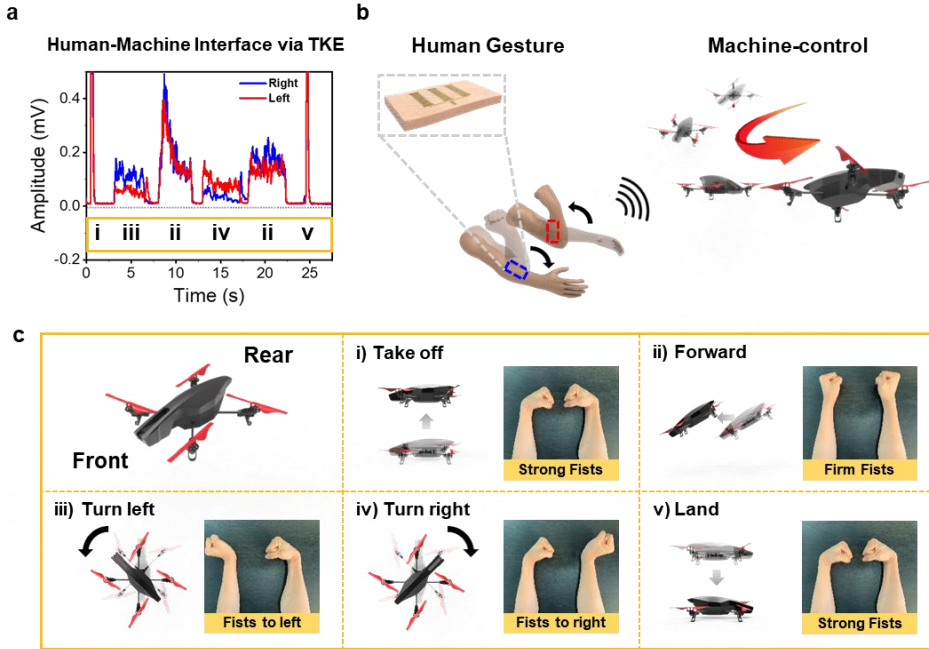 a
Human-Machine Interface via TKE
Right
Left
Amplitude (mV)
0.4
0.2
0.0
-0.2
i iii ii iv ii v
0 5 10 15 20 25
Time (s)
b
Human Gesture
Machine-control
c
Rear
Front
i) Take off
Strong Fists
ii) Forward
Firm Fists
iii) Turn left
Fists to left
iv) Turn right
Fists to right
v) Land
Strong Fists